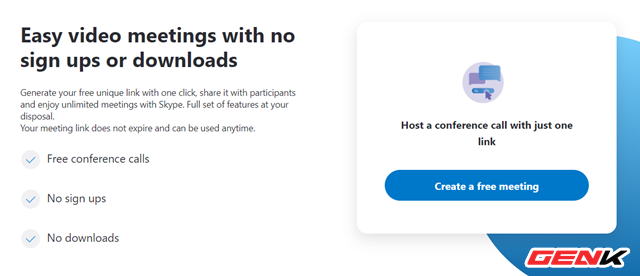 Easy video meetings with no
sign ups or downloads
Generate your free unique link with one click, share it with participants
and enjoy unlimited meetings with Skype. Full set of features at your
disposal.
Your meeting link does not expire and can be used anytime.
Free conference calls
No sign ups
No downloads
Host a conference call with just one
link
Create a free meeting
GENK